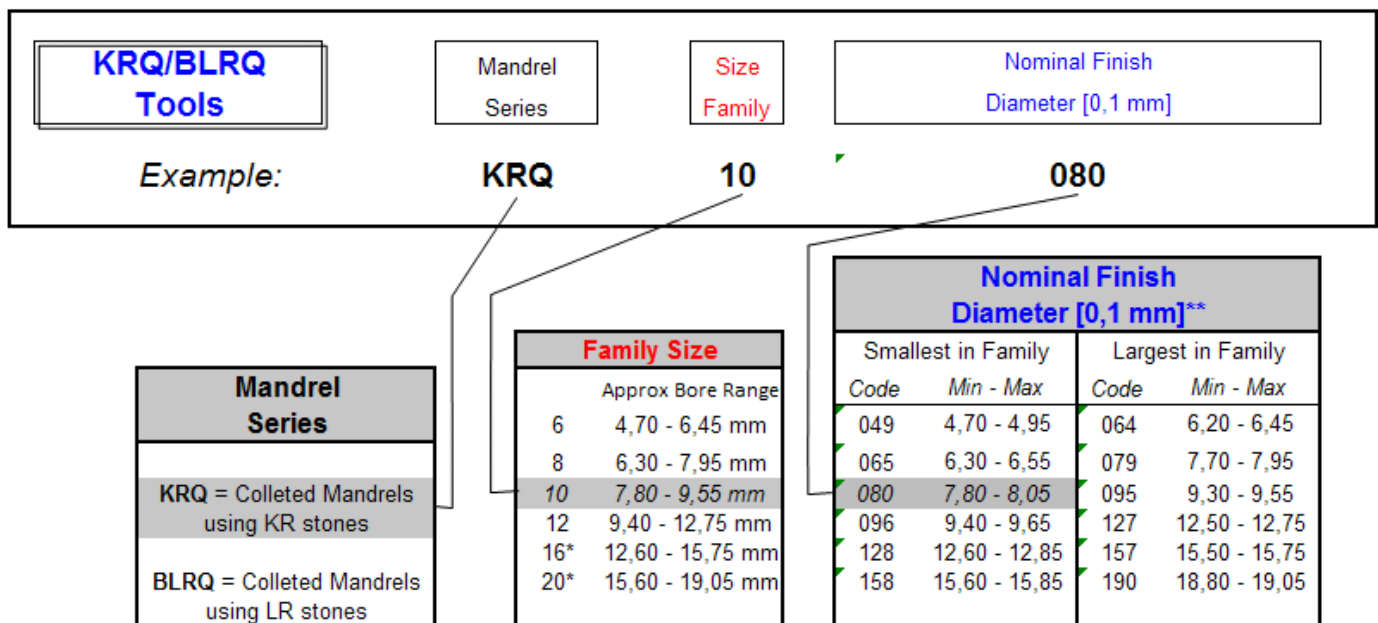 KRQ/BLRQ
Tools
Mandrel
Series
Size
Family
Nominal Finish
Diameter [0,1 mm]
Example: KRQ 10 080
Mandrel
Series
KRQ = Colleted Mandrels
using KR stones
BLRQ = Colleted Mandrels
using LR stones
Family Size
Approx Bore Range
6 4,70 - 6,45 mm
8 6,30 - 7,95 mm
10 7,80 - 9,55 mm
12 9,40 - 12,75 mm
16* 12,60 - 15,75 mm
20* 15,60 - 19,05 mm
Nominal Finish
Diameter [0,1 mm]**
Smallest in Family Largest in Family
Code Min - Max Code Min - Max
049 4,70 - 4,95 064 6,20 - 6,45
065 6,30 - 6,55 079 7,70 - 7,95
080 7,80 - 8,05 095 9,30 - 9,55
096 9,40 - 9,65 127 12,50 - 12,75
128 12,60 - 12,85 157 15,50 - 15,75
158 15,60 - 15,85 190 18,80 - 19,05